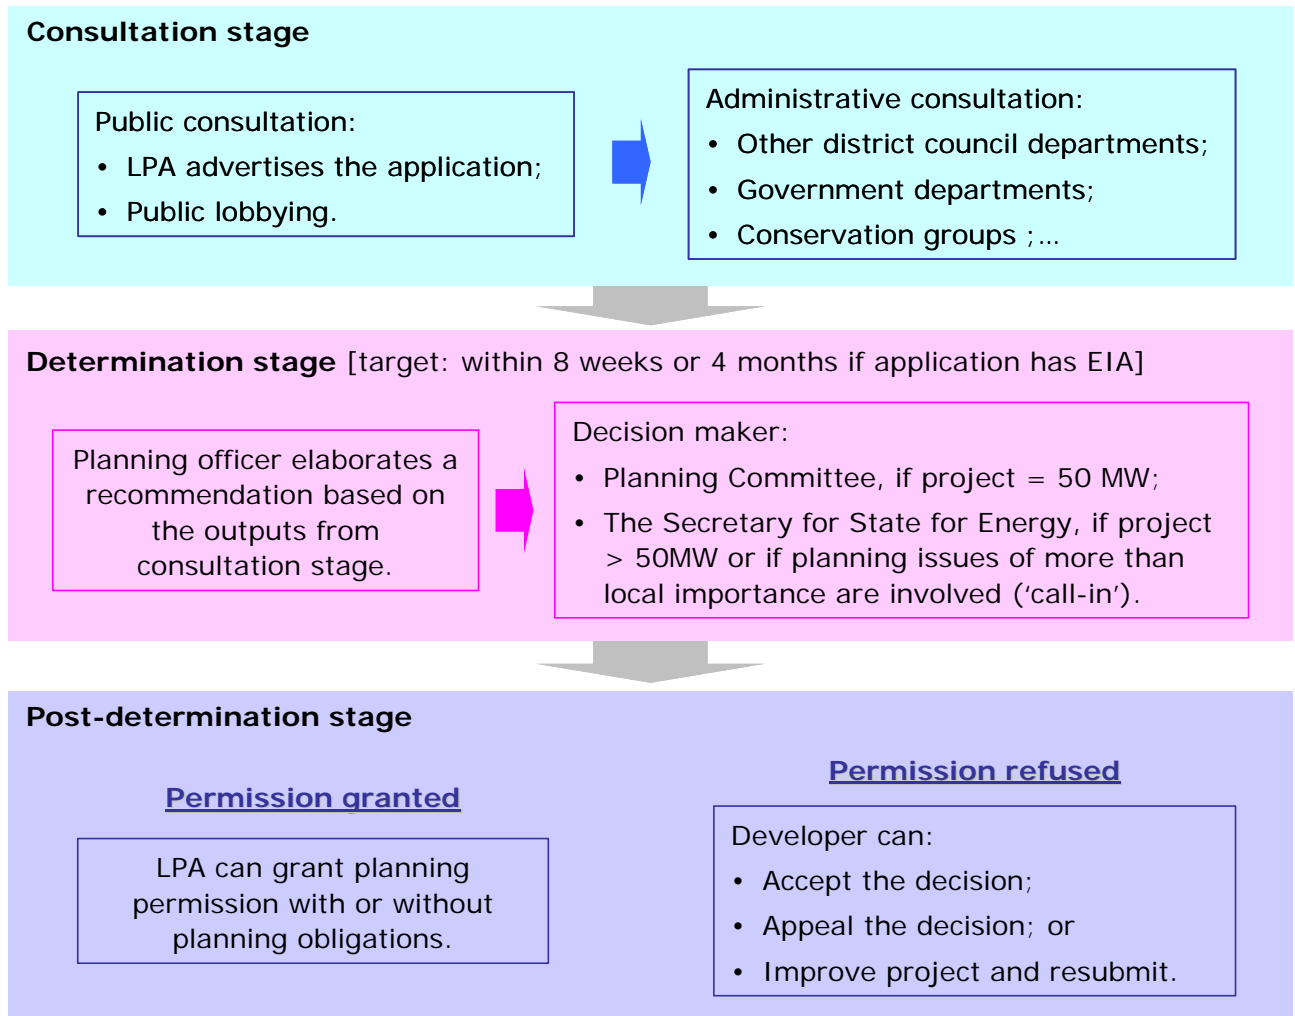 Consultation stage
Public consultation:
• LPA advertises the application;
• Public lobbying.
Administrative consultation:
• Other district council departments;
• Government departments;
• Conservation groups ;...
Determination stage [target: within 8 weeks or 4 months if application has EIA]
Planning officer elaborates a
recommendation based on
the outputs from
consultation stage.
Decision maker:
• Planning Committee, if project = 50 MW;
• The Secretary for State for Energy, if project
> 50MW or if planning issues of more than
local importance are involved (‘call-in’).
Post-determination stage
Permission granted
LPA can grant planning
permission with or without
planning obligations.
Permission refused
Developer can:
• Accept the decision;
• Appeal the decision; or
• Improve project and resubmit.